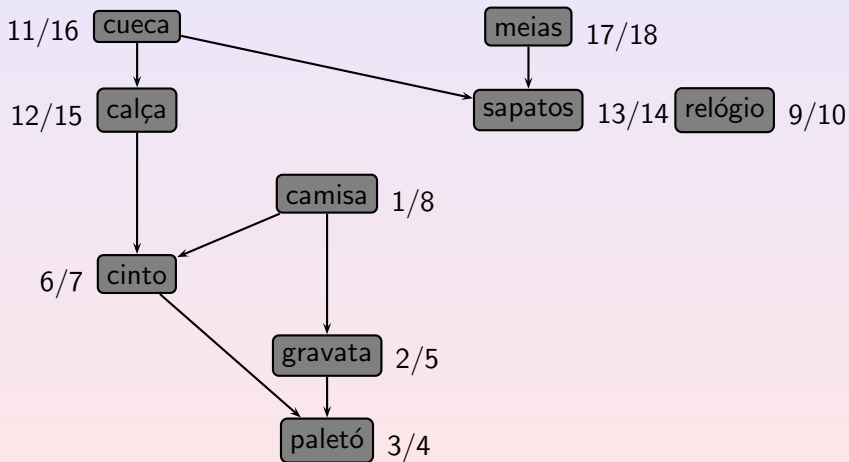 11/16 cueca meias 17/18
12/15 calça sapatos 13/14 relógio 9/10
camisa 1/8
6/7 cinto
gravata 2/5
paletó 3/4